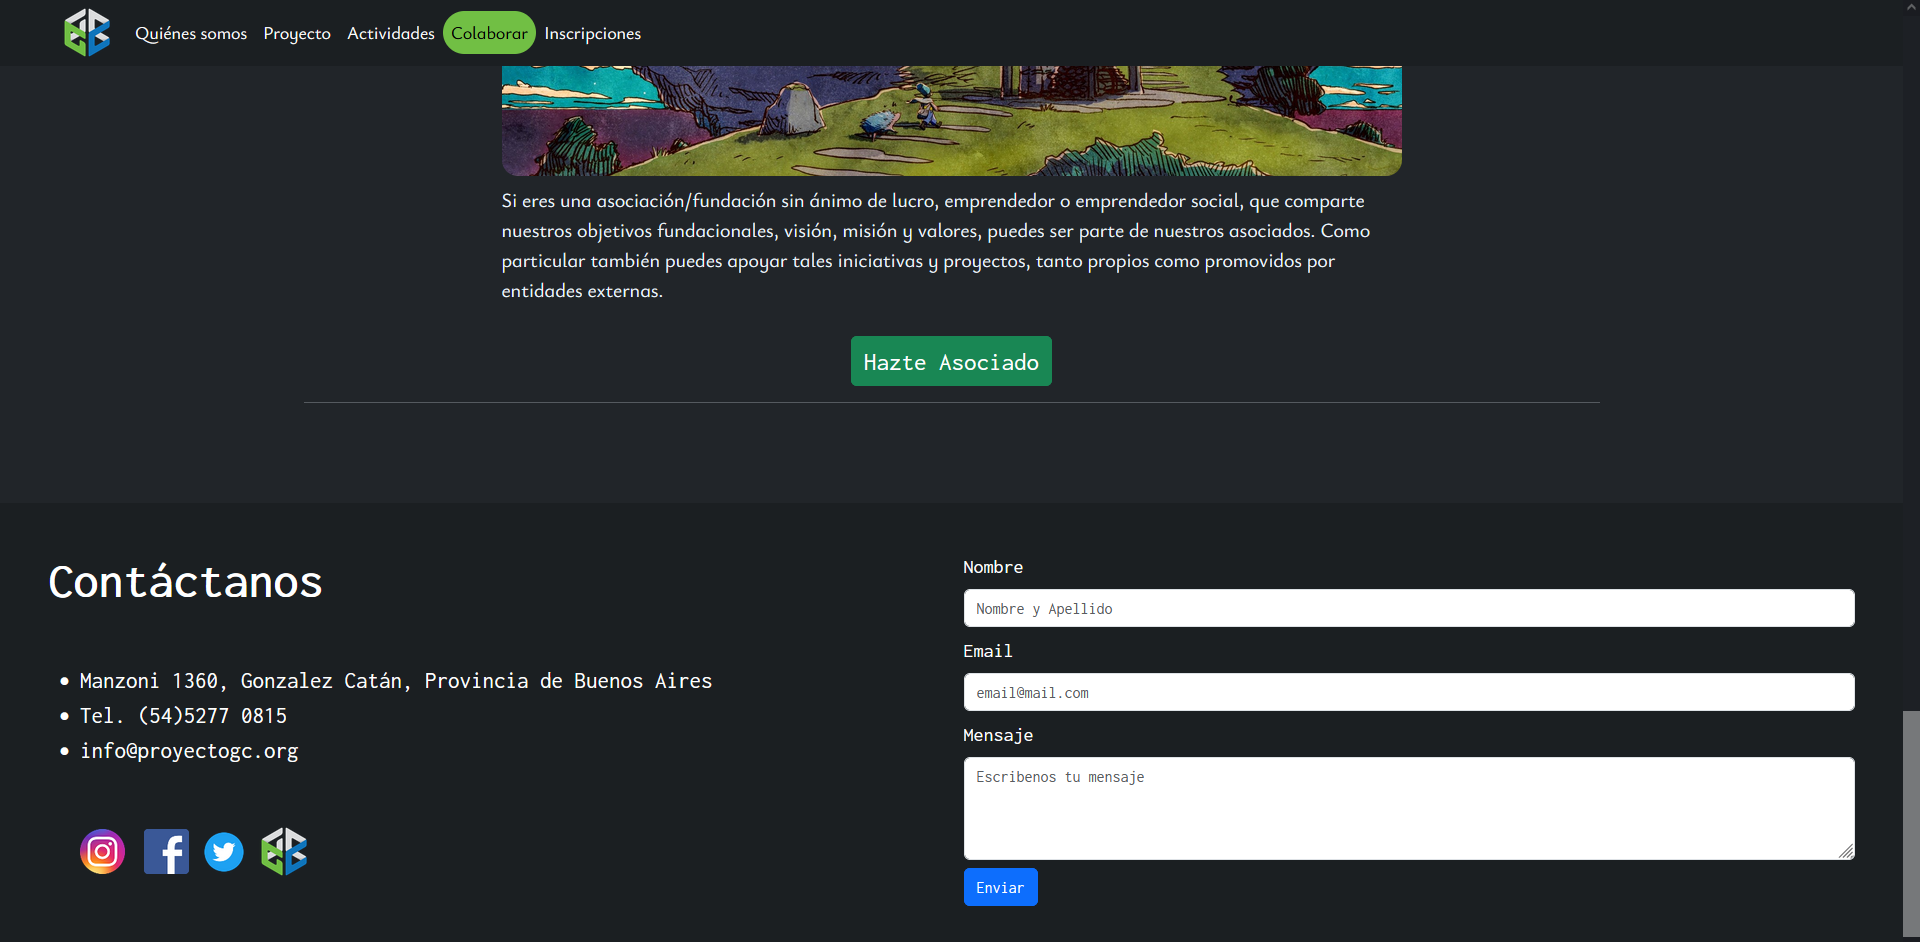 Quiénes somos Proyecto Actividades Colaborar Inscripciones
Si eres una asociación/fundación sin ánimo de lucro, emprendedor o emprendedor social, que comparte
nuestros objetivos fundacionales, visión, misión y valores, puedes ser parte de nuestros asociados. Como
particular también puedes apoyar tales iniciativas y proyectos, tanto propios como promovidos por
entidades externas.
Hazte Asociado
Contáctanos
• Manzoni 1360, Gonzalez Catán, Provincia de Buenos Aires
• Tel. (54)5277 0815
• info@proyectogc.org
Nombre
Nombre y Apellido
Email
email@mail.com
Mensaje
Escribenos tu mensaje
Enviar